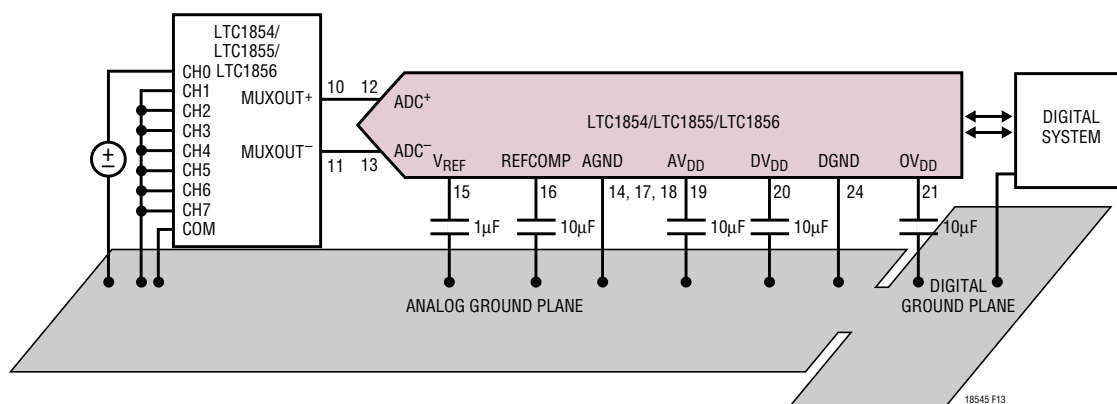 LTC1854/
LTC1855/
LTC1856
CH0
CH1
CH2
CH3
CH4
CH5
CH6
CH7
COM
MUXOUT+
MUXOUT–
10 12
11 13
ADC+
ADC–
LTC1854/LTC1855/LTC1856
VREF REFCOMP AGND AVDD DVDD DGND OVDD
15 16 14, 17, 18 19 20 24 21
1µF 10µF 10µF 10µF 10µF
DIGITAL
SYSTEM
ANALOG GROUND PLANE
DIGITAL
GROUND PLANE
+
–
18545 F13